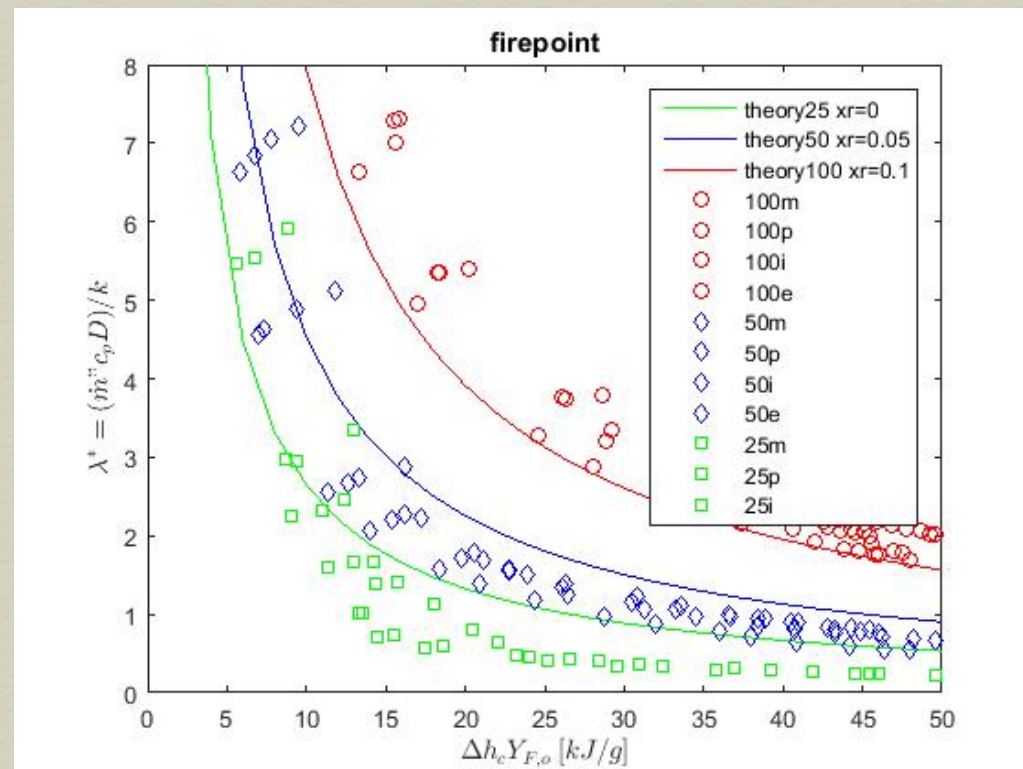 firepoint
8
7
6
5
4
3
2
1
0
λ* = (ṁ"c_pD)/k
theory25 xr=0
theory50 xr=0.05
theory100 xr=0.1
100m
100p
100i
100e
50m
50p
50i
50e
25m
25p
25i
0 5 10 15 20 25 30 35 40 45 50
Δh_cY_{F,o} [kJ/g]